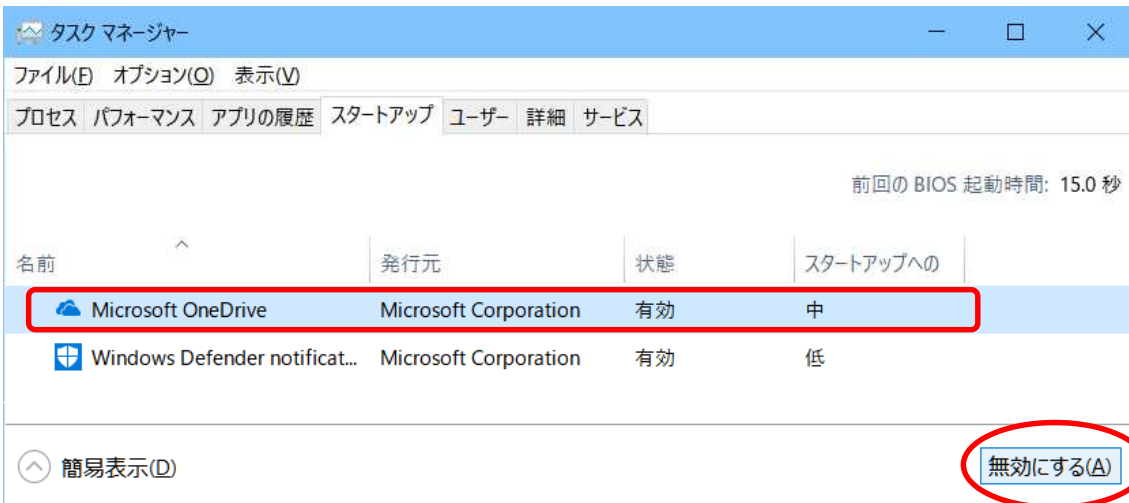 タスク マネージャー
ファイル(F) オプション(O) 表示(V)
プロセス パフォーマンス アプリの履歴 スタートアップ ユーザー 詳細 サービス
前回の BIOS 起動時間: 15.0 秒
名前 発行元 状態 スタートアップへの
Microsoft OneDrive Microsoft Corporation 有効 中
Windows Defender notificat... Microsoft Corporation 有効 低
簡易表示(D) 無効にする(A)